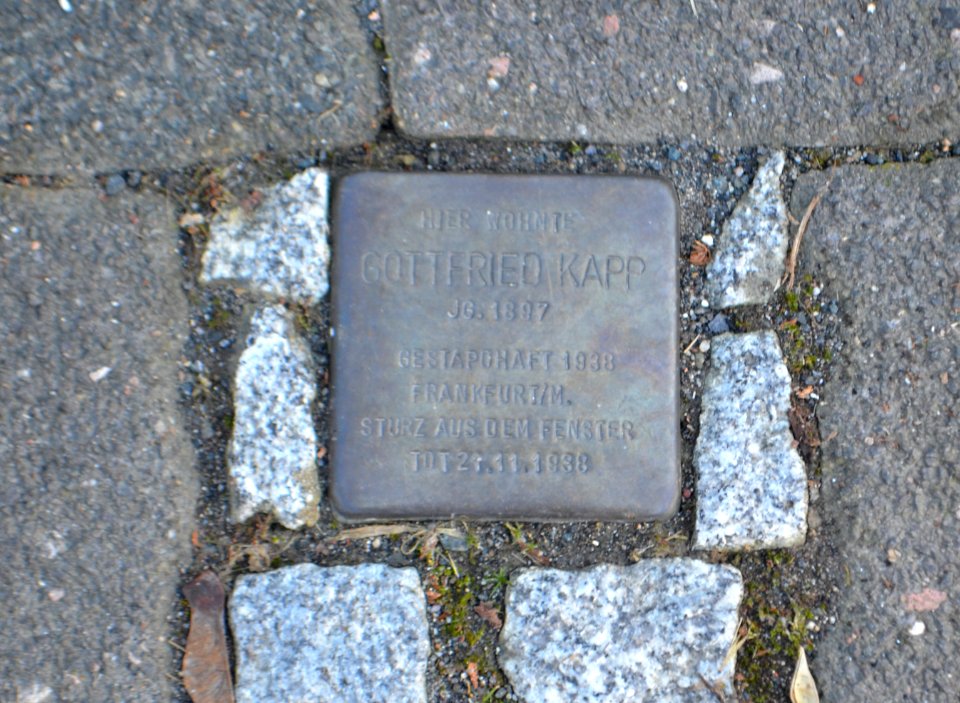 HIER WOHNTE
GOTTFRIED KAPP
JG. 1897
GESTAPOHAFT 1938
FRANKFURT/M.
STURZ AUS DEM FENSTER
TOT 21.11.1938